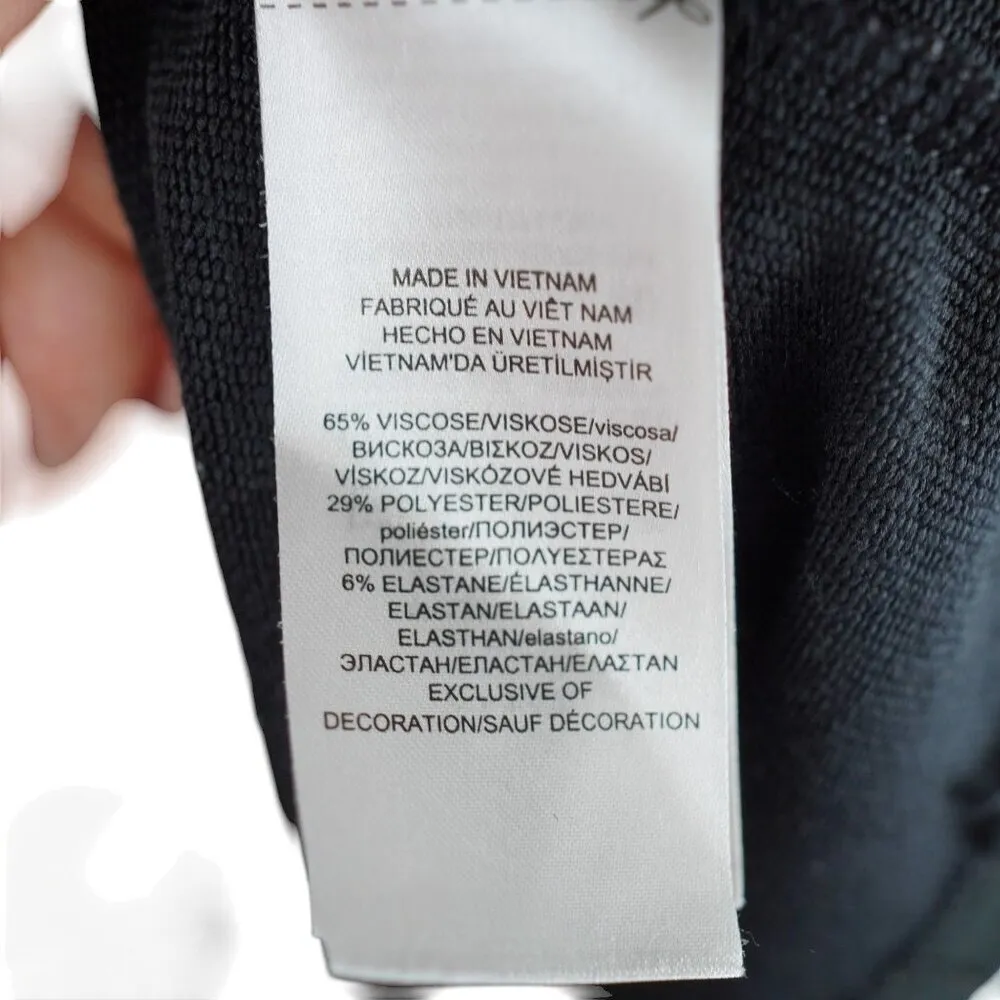 MADE IN VIETNAM
FABRIQUÉ AU VIÊT NAM
HECHO EN VIETNAM
VİETNAM'DA ÜRETİLMİŞTİR
65% VISCOSE/VISKOSE/viscosa/
ВИСКОЗА/ΒΙΣΚΟΖ/VISKOS/
VİSKOZ/VISKÓZOVÉ HEDVÁBÍ
29% POLYESTER/POLIESTERE/
poliéster/ПОЛИЭСТЕР/
ПОЛИЕСТЕР/ΠΟΛΥΕΣΤΕΡΑΣ
6% ELASTANE/ÉLASTHANNE/
ELASTAN/ELASTAAN/
ELASTHAN/elastano/
ЭЛАСТАН/ЕЛАСТАН/ΕΛΑΣΤΑΝ
EXCLUSIVE OF
DECORATION/SAUF DÉCORATION